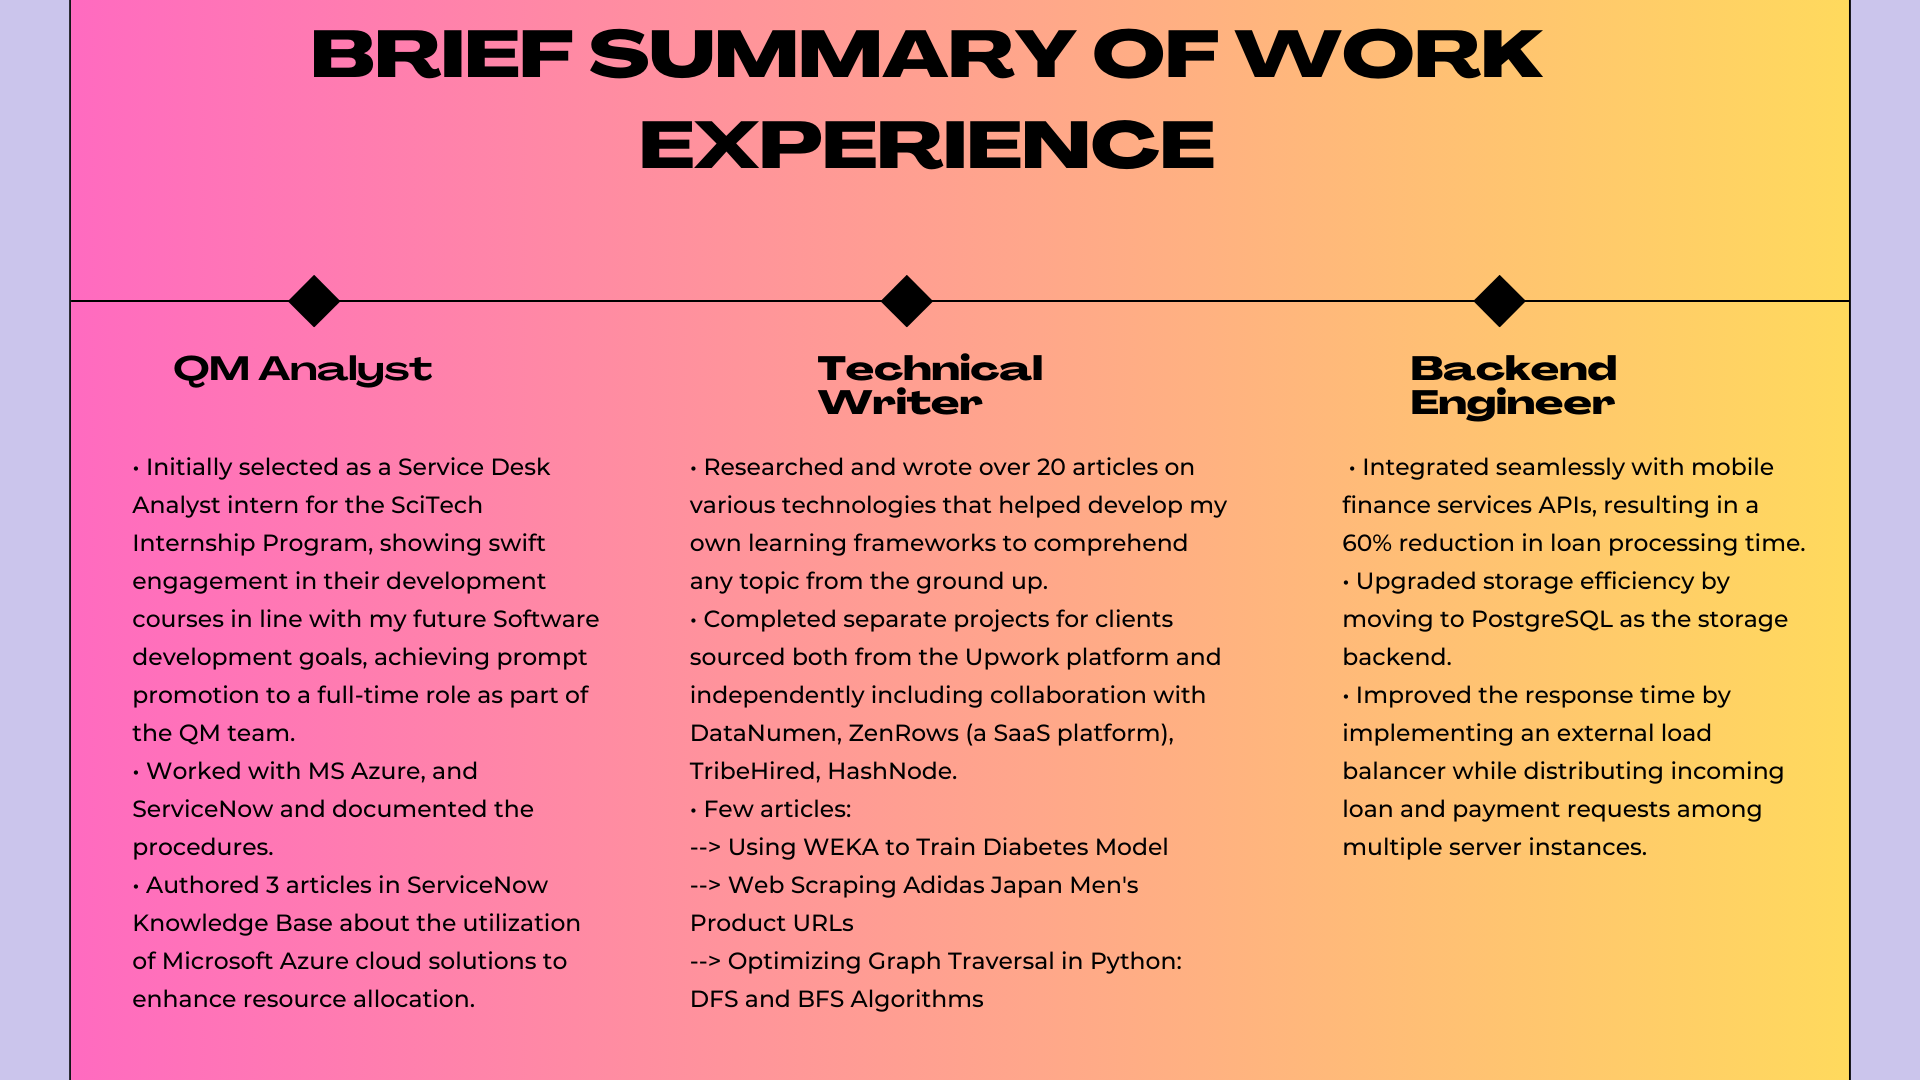 BRIEF SUMMARY OF WORK
EXPERIENCE
QM Analyst
• Initially selected as a Service Desk
Analyst intern for the SciTech
Internship Program, showing swift
engagement in their development
courses in line with my future Software
development goals, achieving prompt
promotion to a full-time role as part of
the QM team.
• Worked with MS Azure, and
ServiceNow and documented the
procedures.
• Authored 3 articles in ServiceNow
Knowledge Base about the utilization
of Microsoft Azure cloud solutions to
enhance resource allocation.
Technical
Writer
• Researched and wrote over 20 articles on
various technologies that helped develop my
own learning frameworks to comprehend
any topic from the ground up.
• Completed separate projects for clients
sourced both from the Upwork platform and
independently including collaboration with
DataNumen, ZenRows (a SaaS platform),
TribeHired, HashNode.
• Few articles:
--> Using WEKA to Train Diabetes Model
--> Web Scraping Adidas Japan Men's
Product URLs
--> Optimizing Graph Traversal in Python:
DFS and BFS Algorithms
Backend
Engineer
• Integrated seamlessly with mobile
finance services APIs, resulting in a
60% reduction in loan processing time.
• Upgraded storage efficiency by
moving to PostgreSQL as the storage
backend.
• Improved the response time by
implementing an external load
balancer while distributing incoming
loan and payment requests among
multiple server instances.